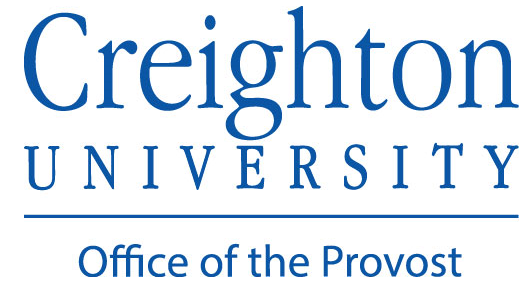 Creighton
UNIVERSITY
Office of the Provost